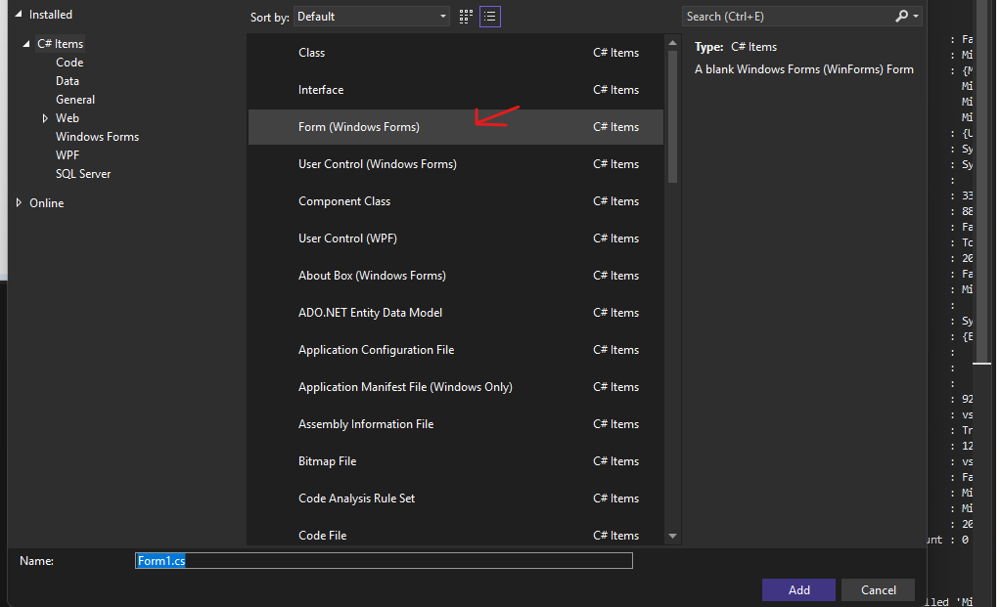 Installed
C# Items
Code
Data
General
Web
Windows Forms
WPF
SQL Server
Online
Sort by: Default
Class C# Items
Interface C# Items
Form (Windows Forms) C# Items
User Control (Windows Forms) C# Items
Component Class C# Items
User Control (WPF) C# Items
About Box (Windows Forms) C# Items
ADO.NET Entity Data Model C# Items
Application Configuration File C# Items
Application Manifest File (Windows Only) C# Items
Assembly Information File C# Items
Bitmap File C# Items
Code Analysis Rule Set C# Items
Code File C# Items
Search (Ctrl+E)
Type: C# Items
A blank Windows Forms (WinForms) Form
Name: Form1.cs
Add Cancel
: Fa
: Mi
: {M
Mi
Mi
Mi
: {U
: Sy
: Sy
:
: 33
: 88
: Fa
: To
: 20
: Fa
: Mi
:
: Sy
: {E
:
:
:
: 92
: vs
: Tr
: 12
: vs
: Fa
: Mi
: Mi
: 20
unt : 0
lled 'Mi